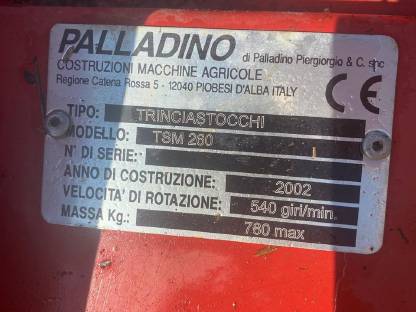 PALLADINO di Palladino Piergiorgio & C. snc
COSTRUZIONI MACCHINE AGRICOLE
Regione Catena Rossa 5 - 12040 PIOBESI D'ALBA ITALY
CE
TIPO: TRINCIASTOCCHI
MODELLO: TSM 280
N° DI SERIE:
ANNO DI COSTRUZIONE: 2002
VELOCITA' DI ROTAZIONE: 540 giri/min.
MASSA Kg.: 760 max